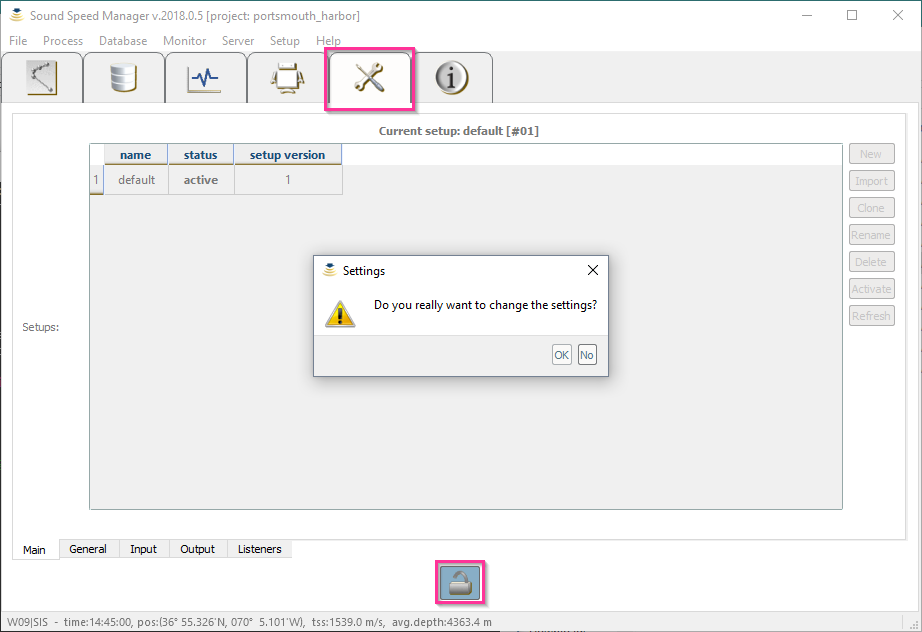 Sound Speed Manager v.2018.0.5 [project: portsmouth_harbor]
File Process Database Monitor Server Setup Help
Current setup: default [#01]
name status setup version
1 default active 1
New
Import
Clone
Rename
Delete
Activate
Refresh
Setups:
Settings
Do you really want to change the settings?
OK No
Main General Input Output Listeners
W09|SIS - time:14:45:00, pos:(36° 55.326'N, 070° 5.101'W), tss:1539.0 m/s, avg.depth:4363.4 m